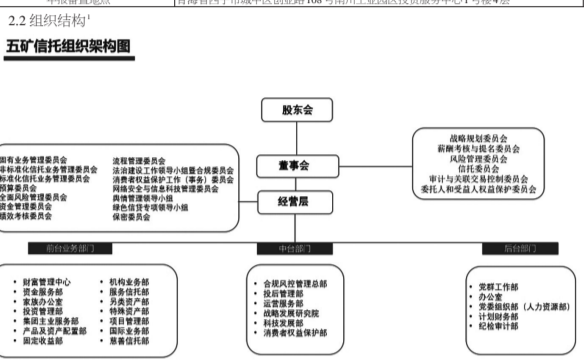 2.2 组织结构1
五矿信托组织架构图
股东会
董事会
经营层
战略规划委员会
薪酬考核与提名委员会
风险管理委员会
信托委员会
审计与关联交易控制委员会
委托人和受益人权益保护委员会
固有业务管理委员会
非标准化信托业务管理委员会
标准化信托业务管理委员会
预算委员会
全面风险管理委员会
资金管理委员会
绩效考核委员会
流程管理委员会
法治建设工作领导小组暨合规委员会
消费者权益保护工作（事务）委员会
网络安全与信息科技管理委员会
舆情管理领导小组
绿色信贷专项领导小组
保密委员会
前台业务部门
中台部门
后台部门
• 财富管理中心
• 资金服务部
• 家族办公室
• 投资管理部
• 集团主业服务部
• 产品及资产配置部
• 固定收益部
• 机构业务部
• 服务信托部
• 另类资产部
• 特殊资产部
• 项目管理部
• 国际业务部
• 慈善信托部
• 合规风控管理总部
• 投后管理部
• 运营服务部
• 战略发展研究院
• 科技发展部
• 消费者权益保护部
• 党群工作部
• 办公室
• 党委组织部（人力资源部）
• 计划财务部
• 纪检审计部